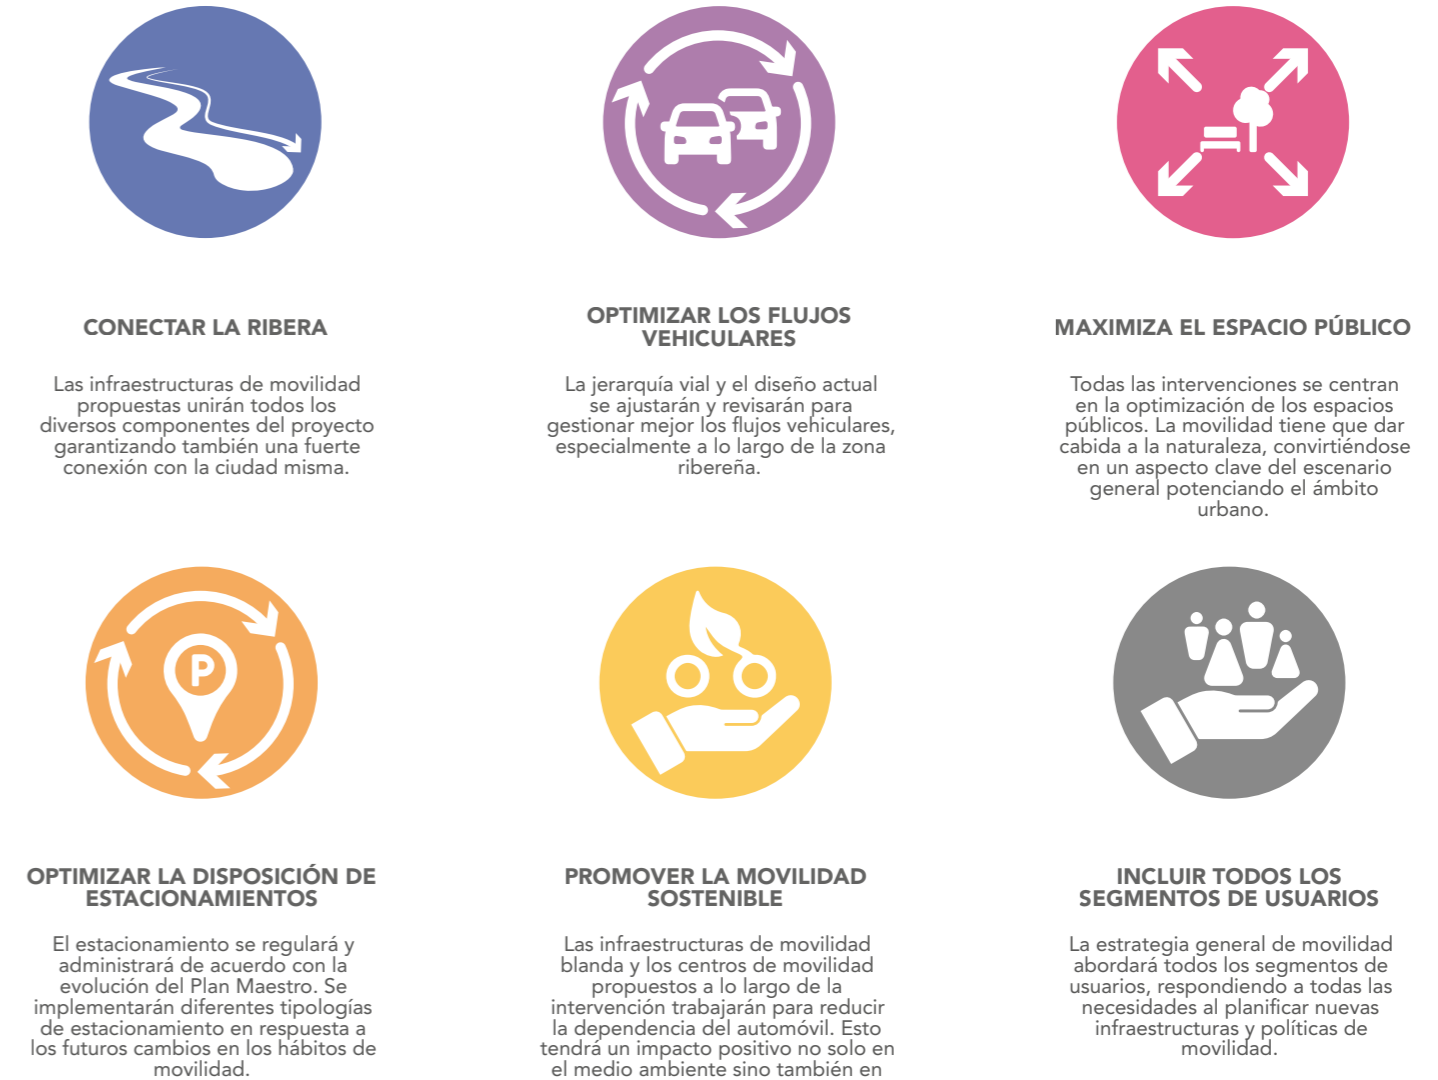 CONECTAR LA RIBERA
Las infraestructuras de movilidad
propuestas unirán todos los
diversos componentes del proyecto
garantizando también una fuerte
conexión con la ciudad misma.
OPTIMIZAR LOS FLUJOS
VEHICULARES
La jerarquía vial y el diseño actual
se ajustarán y revisarán para
gestionar mejor los flujos vehiculares,
especialmente a lo largo de la zona
ribereña.
MAXIMIZA EL ESPACIO PÚBLICO
Todas las intervenciones se centran
en la optimización de los espacios
públicos. La movilidad tiene que dar
cabida a la naturaleza, convirtiéndose
en un aspecto clave del escenario
general potenciando el ámbito
urbano.
P
OPTIMIZAR LA DISPOSICIÓN DE
ESTACIONAMIENTOS
El estacionamiento se regulará y
administrará de acuerdo con la
evolución del Plan Maestro. Se
implementarán diferentes tipologías
de estacionamiento en respuesta a
los futuros cambios en los hábitos de
movilidad.
PROMOVER LA MOVILIDAD
SOSTENIBLE
Las infraestructuras de movilidad
blanda y los centros de movilidad
propuestos a lo largo de la
intervención trabajarán para reducir
la dependencia del automóvil. Esto
tendrá un impacto positivo no solo en
el medio ambiente sino también en
INCLUIR TODOS LOS
SEGMENTOS DE USUARIOS
La estrategia general de movilidad
abordará todos los segmentos de
usuarios, respondiendo a todas las
necesidades al planificar nuevas
infraestructuras y políticas de
movilidad.